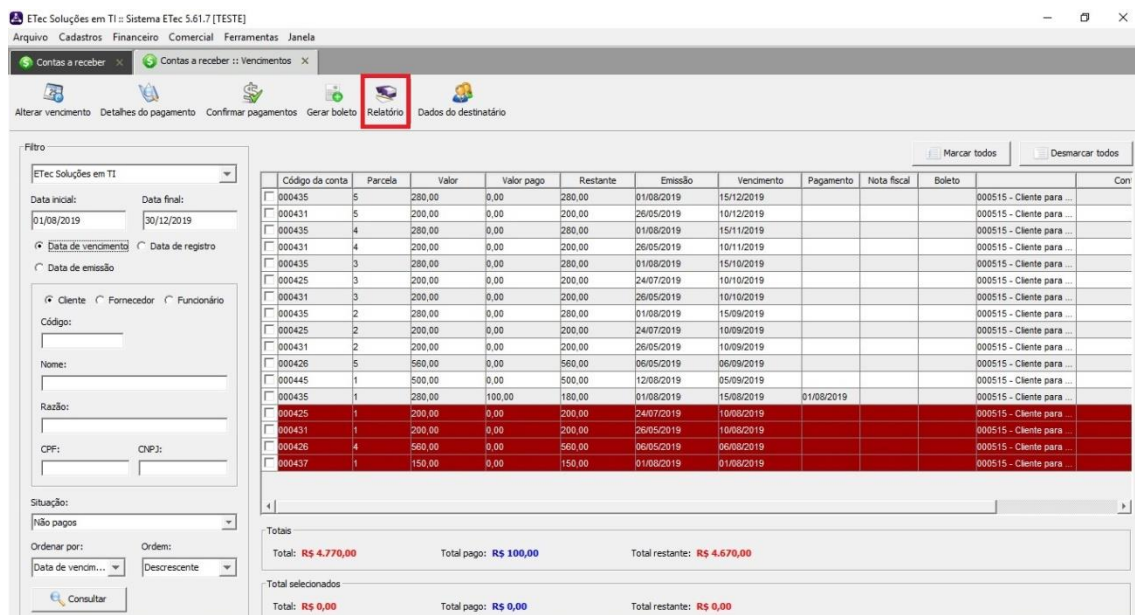 ETec Soluções em TI :: Sistema ETec 5.61.7 [TESTE]
Arquivo Cadastros Financeiro Comercial Ferramentas Janela
Contas a receber Contas a receber :: Vencimentos
Alterar vencimento Detalhes do pagamento Confirmar pagamentos Gerar boleto Relatório Dados do destinatário
Filtro
ETec Soluções em TI
Data inicial: Data final:
01/08/2019 30/12/2019
Data de vencimento Data de registro
Data de emissão
Cliente Fornecedor Funcionário
Código:
Nome:
Razão:
CPF: CNPJ:
Situação:
Não pagos
Ordenar por: Ordem:
Data de vencim... Descrescente
Consultar
Marcar todos Desmarcar todos
Código da conta Parcela Valor Valor pago Restante Emissão Vencimento Pagamento Nota fiscal Boleto
000435 5 280,00 0,00 280,00 01/08/2019 15/12/2019 000515 - Cliente para ...
000431 5 200,00 0,00 200,00 26/05/2019 10/12/2019 000515 - Cliente para ...
000435 4 280,00 0,00 280,00 01/08/2019 15/11/2019 000515 - Cliente para ...
000431 4 200,00 0,00 200,00 26/05/2019 10/11/2019 000515 - Cliente para ...
000435 3 280,00 0,00 280,00 01/08/2019 15/10/2019 000515 - Cliente para ...
000425 3 200,00 0,00 200,00 24/07/2019 10/10/2019 000515 - Cliente para ...
000431 3 200,00 0,00 200,00 26/05/2019 10/10/2019 000515 - Cliente para ...
000435 2 280,00 0,00 280,00 01/08/2019 15/09/2019 000515 - Cliente para ...
000425 2 200,00 0,00 200,00 24/07/2019 10/09/2019 000515 - Cliente para ...
000431 2 200,00 0,00 200,00 26/05/2019 10/09/2019 000515 - Cliente para ...
000426 5 560,00 0,00 560,00 06/05/2019 06/09/2019 000515 - Cliente para ...
000445 1 500,00 0,00 500,00 12/08/2019 05/09/2019 000515 - Cliente para ...
000435 1 280,00 100,00 180,00 01/08/2019 15/08/2019 01/08/2019 000515 - Cliente para ...
000425 1 200,00 0,00 200,00 24/07/2019 10/08/2019 000515 - Cliente para ...
000431 1 200,00 0,00 200,00 26/05/2019 10/08/2019 000515 - Cliente para ...
000426 4 560,00 0,00 560,00 06/05/2019 06/08/2019 000515 - Cliente para ...
000437 1 150,00 0,00 150,00 01/08/2019 01/08/2019 000515 - Cliente para ...
Totais
Total: R$ 4.770,00 Total pago: R$ 100,00 Total restante: R$ 4.670,00
Total selecionados
Total: R$ 0,00 Total pago: R$ 0,00 Total restante: R$ 0,00